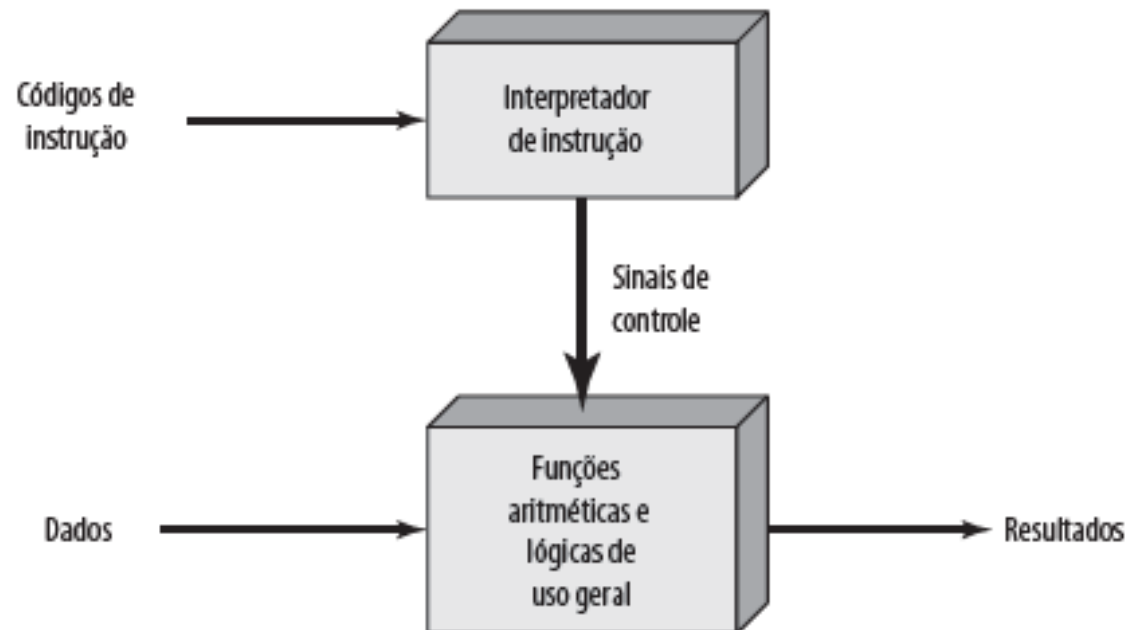 Códigos de
instrução
Interpretador
de instrução
Sinais de
controle
Dados
Funções
aritméticas e
lógicas de
uso geral
Resultados